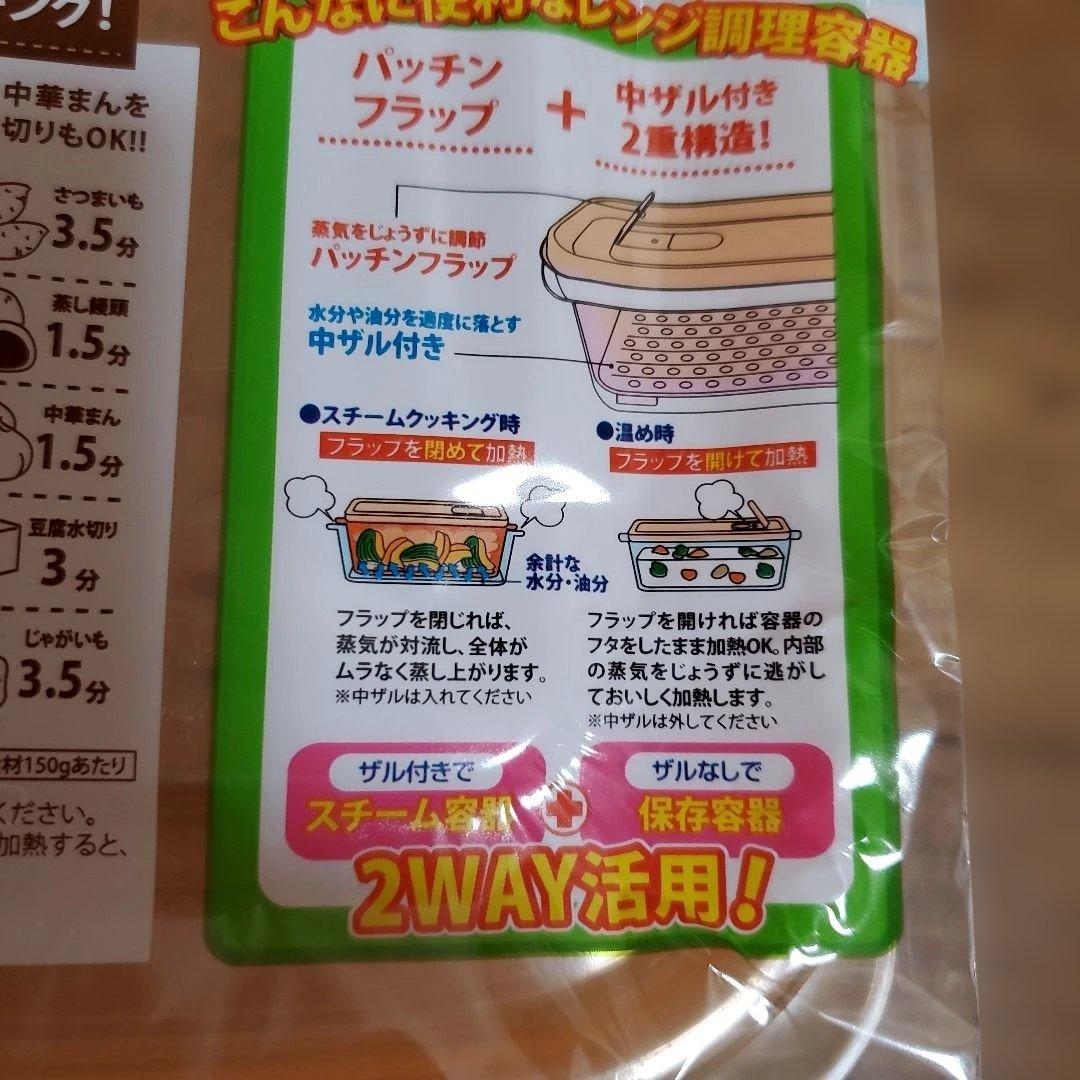 ング!
中華まんを
切りもOK!!
さつまいも
3.5分
蒸し饅頭
1.5分
中華まん
1.5分
豆腐水切り
3分
じゃがいも
3.5分
材150gあたり
ください。
加熱すると、
こんなに便利なレンジ調理容器
パッチン
フラップ
+
中ザル付き
2重構造!
蒸気をじょうずに調節
パッチンフラップ
水分や油分を適度に落とす
中ザル付き
●スチームクッキング時
フラップを閉めて加熱
余計な
水分・油分
フラップを閉じれば、
蒸気が対流し、全体が
ムラなく蒸し上がります。
※中ザルは入れてください
●温め時
フラップを開けて加熱
フラップを開ければ容器の
フタをしたまま加熱OK。内部
の蒸気をじょうずに逃がし
ておいしく加熱します。
※中ザルは外してください
ザル付きで
スチーム容器
+
ザルなしで
保存容器
2WAY活用!